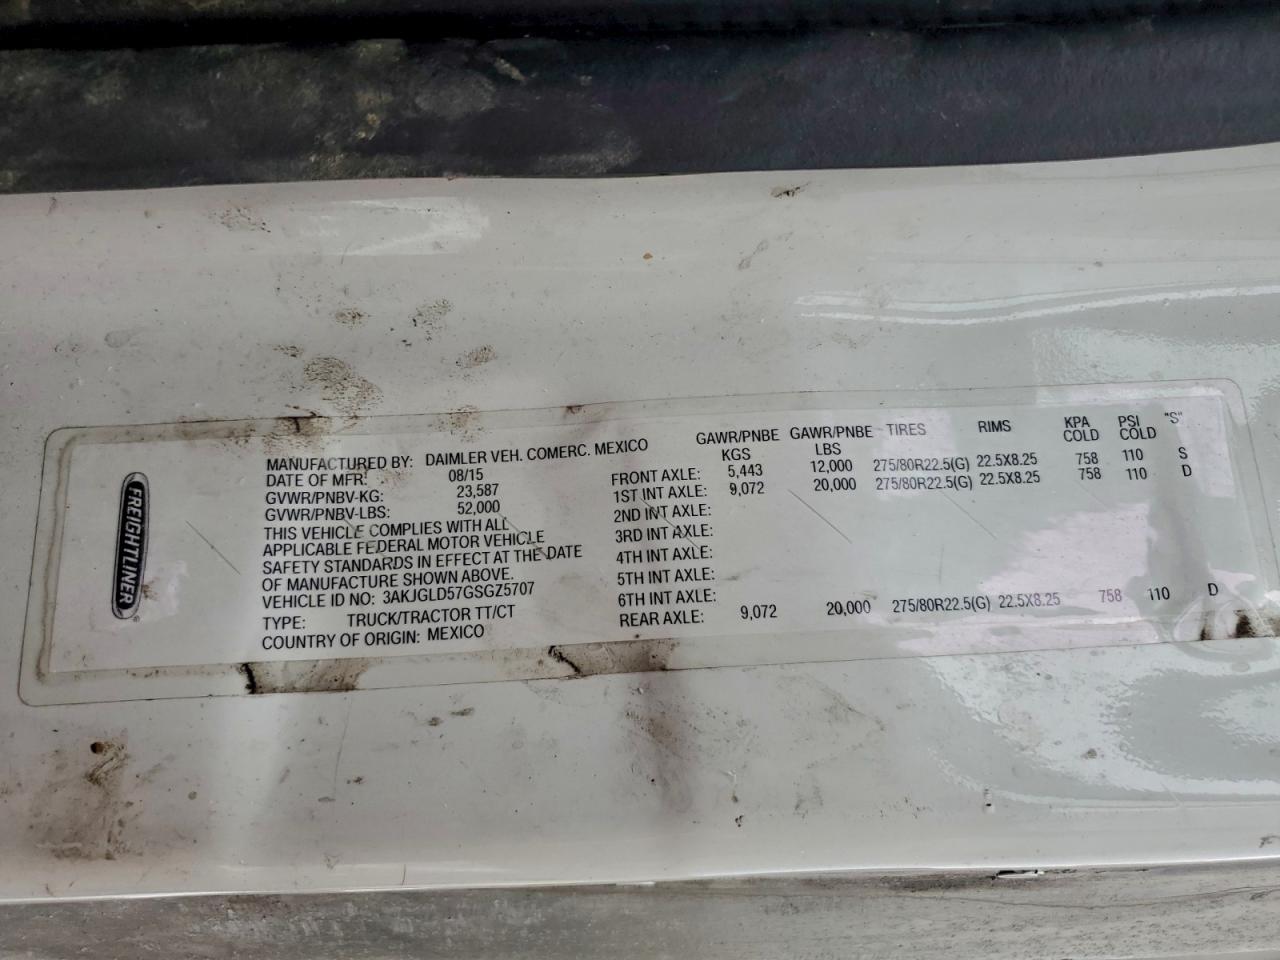 FREIGHTLINER®
MANUFACTURED BY: DAIMLER VEH. COMERC. MEXICO
DATE OF MFR: 08/15
GVWR/PNBV-KG: 23,587
GVWR/PNBV-LBS: 52,000
THIS VEHICLE COMPLIES WITH ALL
APPLICABLE FEDERAL MOTOR VEHICLE
SAFETY STANDARDS IN EFFECT AT THE DATE
OF MANUFACTURE SHOWN ABOVE.
VEHICLE ID NO: 3AKJGLD57GSGZ5707
TYPE: TRUCK/TRACTOR TT/CT
COUNTRY OF ORIGIN: MEXICO
GAWR/PNBE GAWR/PNBE TIRES RIMS KPA PSI "S"
KGS LBS COLD COLD
FRONT AXLE: 5,443 12,000 275/80R22.5(G) 22.5X8.25 758 110 S
1ST INT AXLE: 9,072 20,000 275/80R22.5(G) 22.5X8.25 758 110 D
2ND INT AXLE:
3RD INT AXLE:
4TH INT AXLE:
5TH INT AXLE:
6TH INT AXLE:
REAR AXLE: 9,072 20,000 275/80R22.5(G) 22.5X8.25 758 110 D